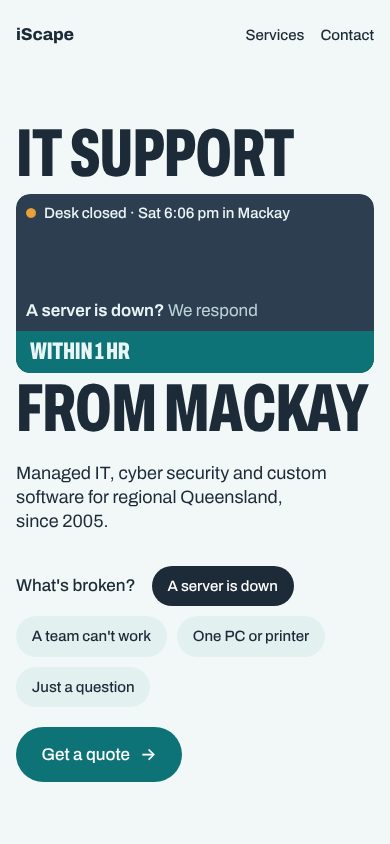 iScape
Services
Contact
IT SUPPORT
Desk closed · Sat 6:06 pm in Mackay
A server is down? We respond
WITHIN 1 HR
FROM MACKAY
Managed IT, cyber security and custom
software for regional Queensland,
since 2005.
What's broken?
A server is down
A team can't work
One PC or printer
Just a question
Get a quote →